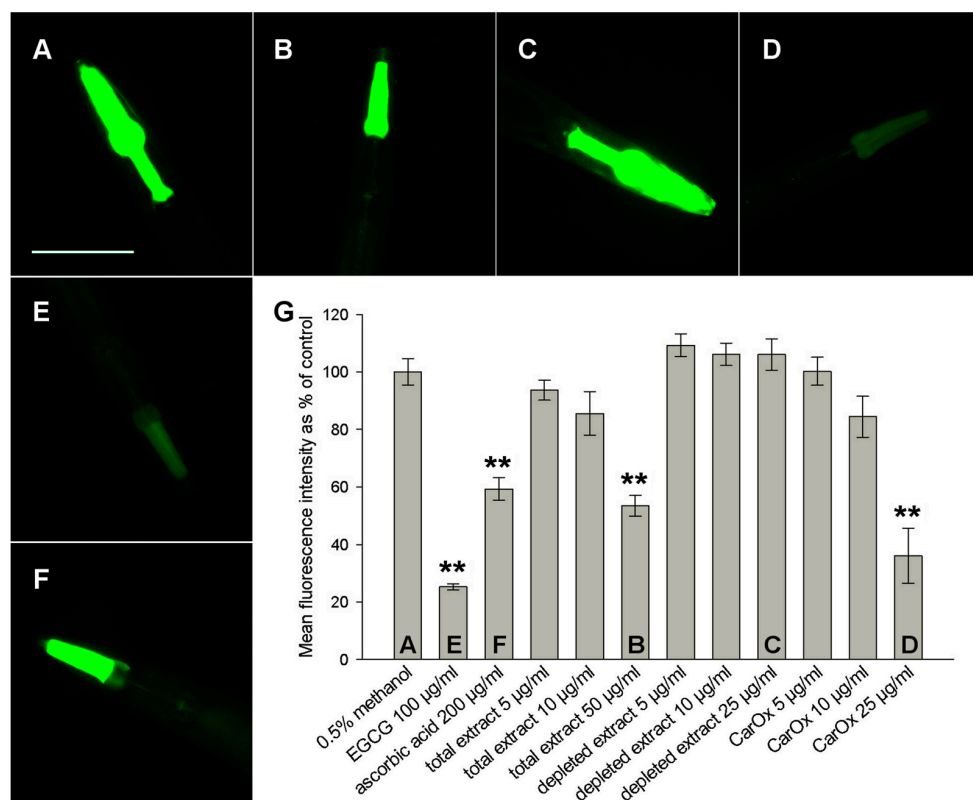 A
B
C
D
E
F
G
Mean fluorescence intensity as % of control
120
100
80
60
40
20
0
**
**
**
**
A
E
F
B
C
D
0.5% methanol
EGCG 100 µg/ml
ascorbic acid 200 µg/ml
total extract 5 µg/ml
total extract 10 µg/ml
total extract 50 µg/ml
depleted extract 5 µg/ml
depleted extract 10 µg/ml
depleted extract 25 µg/ml
CarOx 5 µg/ml
CarOx 10 µg/ml
CarOx 25 µg/ml